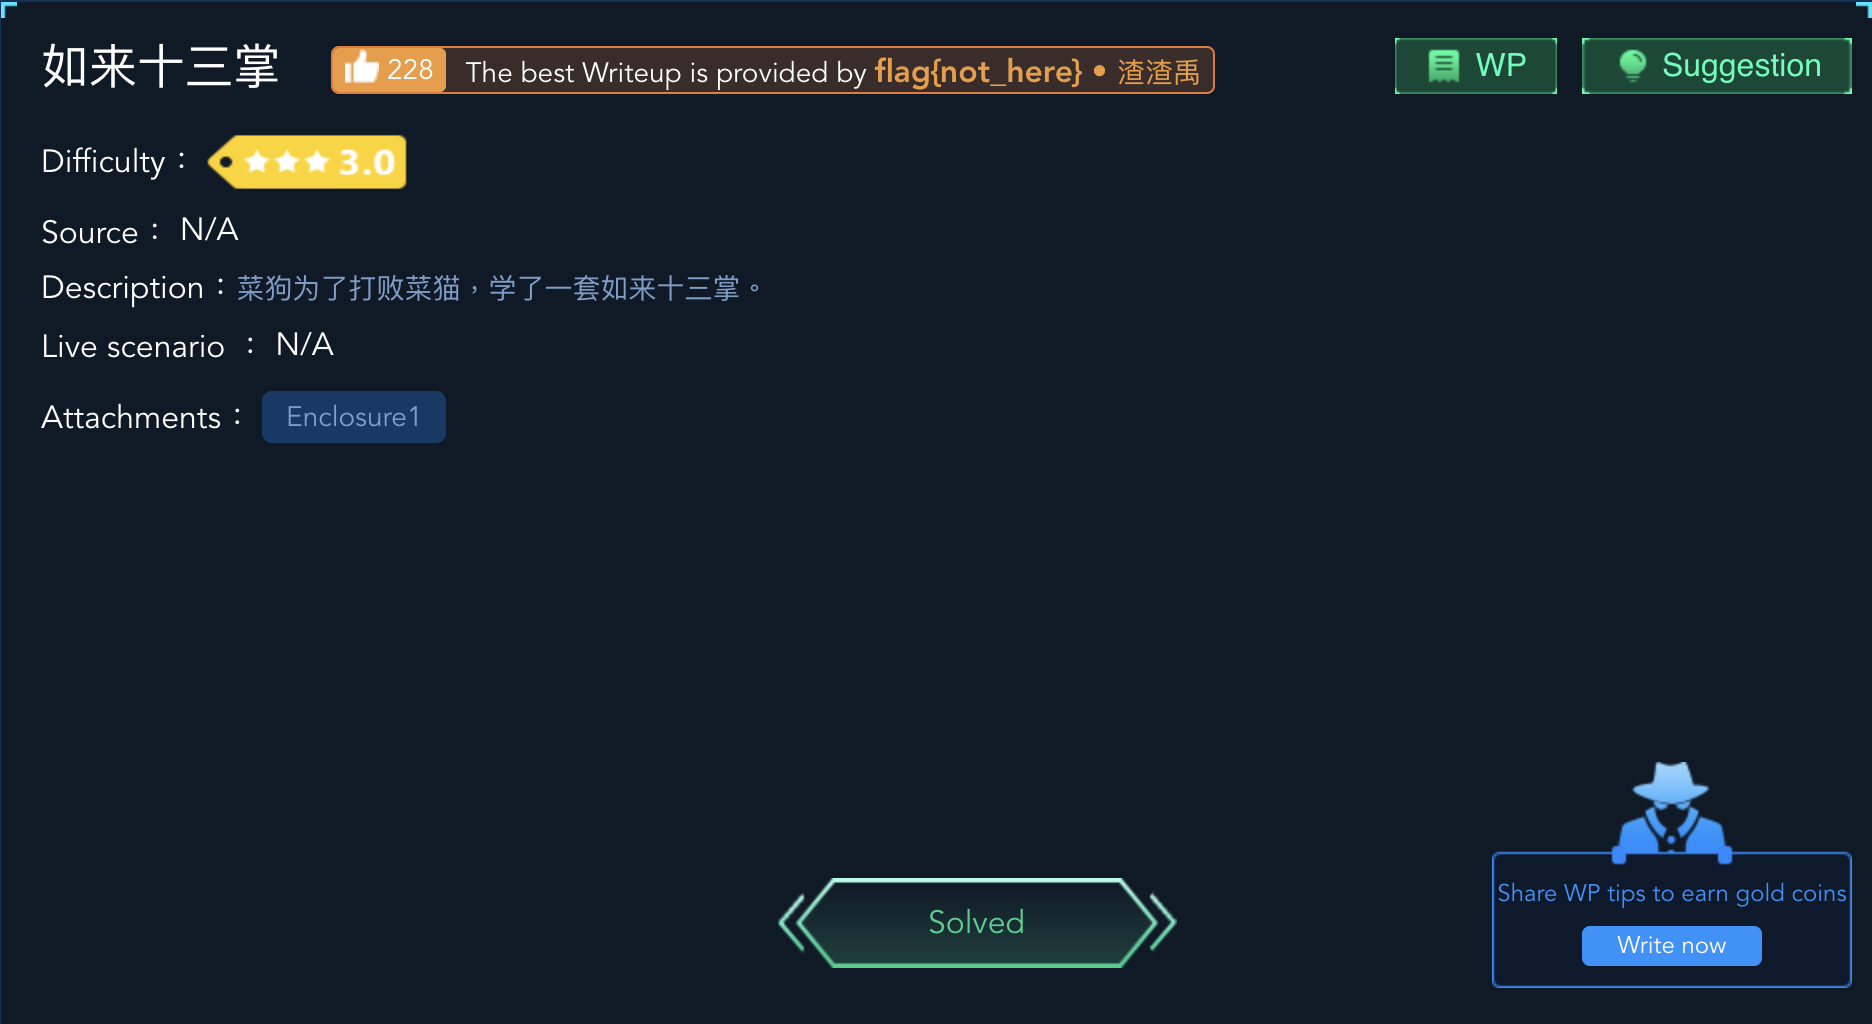 如来十三掌
228 The best Writeup is provided by flag{not_here} • 渣渣禹
WP
Suggestion
Difficulty： 3.0
Source： N/A
Description：菜狗为了打败菜猫，学了一套如来十三掌。
Live scenario ： N/A
Attachments： Enclosure1
Solved
Share WP tips to earn gold coins
Write now